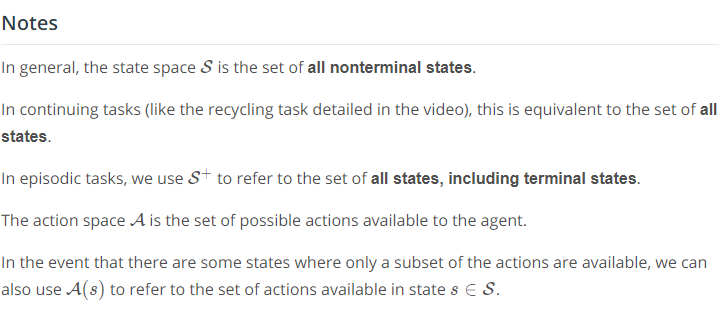 Notes
In general, the state space 𝒮 is the set of all nonterminal states.
In continuing tasks (like the recycling task detailed in the video), this is equivalent to the set of all
states.
In episodic tasks, we use 𝒮⁺ to refer to the set of all states, including terminal states.
The action space 𝒜 is the set of possible actions available to the agent.
In the event that there are some states where only a subset of the actions are available, we can
also use 𝒜(s) to refer to the set of actions available in state s ∈ 𝒮.